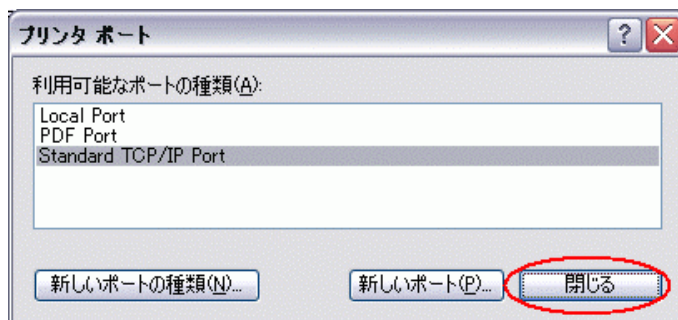 プリンタ ポート
利用可能なポートの種類(A):
Local Port
PDF Port
Standard TCP/IP Port
新しいポートの種類(N)... 新しいポート(P)... 閉じる